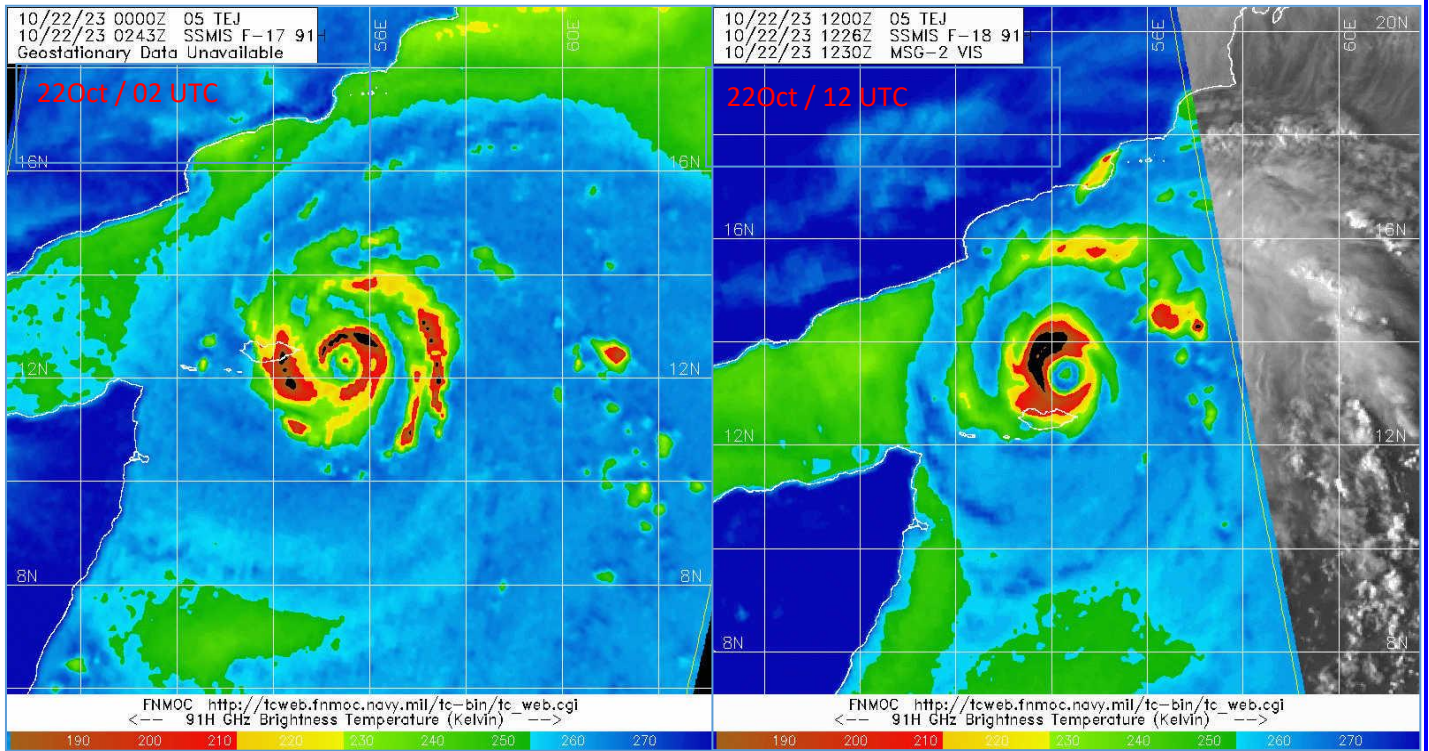 10/22/23 0000Z 05 TEJ
10/22/23 0243Z SSMIS F-17 91H
Geostationary Data Unavailable
22Oct / 02 UTC
56E
60E
16N
12N
12N
8N
8N
FNMOC http://tcweb.fnmoc.navy.mil/tc-bin/tc_web.cgi
<-- 91H GHz Brightness Temperature (Kelvin) -->
190 200 210 220 230 240 250 260 270
10/22/23 1200Z 05 TEJ
10/22/23 1226Z SSMIS F-18 91
10/22/23 1230Z MSG-2 VIS
22Oct / 12 UTC
56E
60E
20N
16N
16N
12N
12N
8N
8N
FNMOC http://tcweb.fnmoc.navy.mil/tc-bin/tc_web.cgi
<-- 91H GHz Brightness Temperature (Kelvin) -->
190 200 210 220 230 240 250 260 270